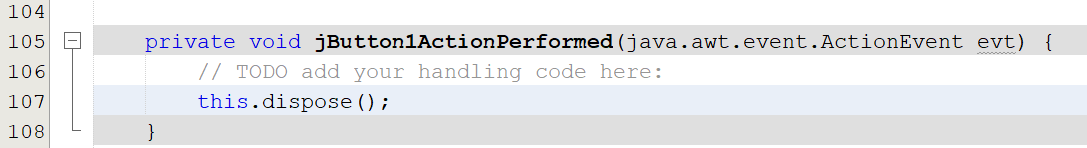 104
105 private void jButton1ActionPerformed(java.awt.event.ActionEvent evt) {
106 // TODO add your handling code here:
107 this.dispose();
108 }